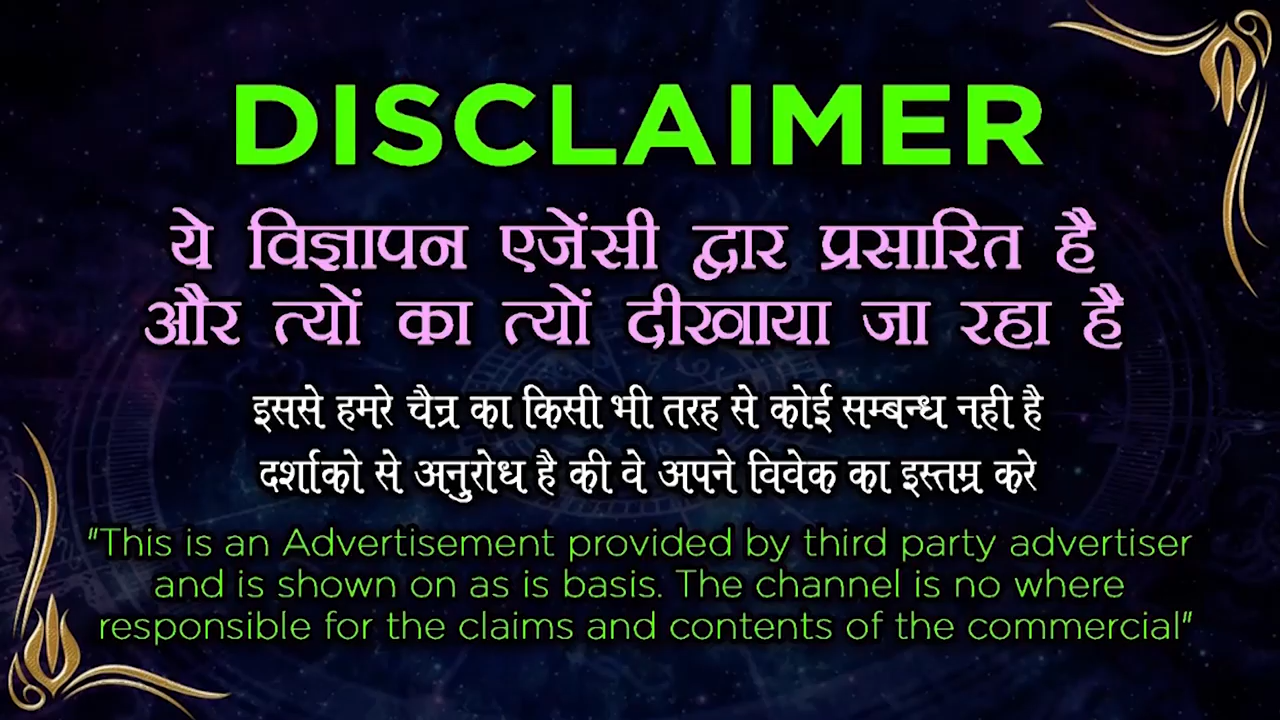 DISCLAIMER
ये विज्ञापन एजेंसी द्वार प्रसारित है
और त्यों का त्यों दीखाया जा रहा है
इससे हमरे चैन्र का किसी भी तरह से कोई सम्बन्ध नही है
दर्शाको से अनुरोध है की वे अपने विवेक का इस्तम्र करे
"This is an Advertisement provided by third party advertiser
and is shown on as is basis. The channel is no where
responsible for the claims and contents of the commercial"